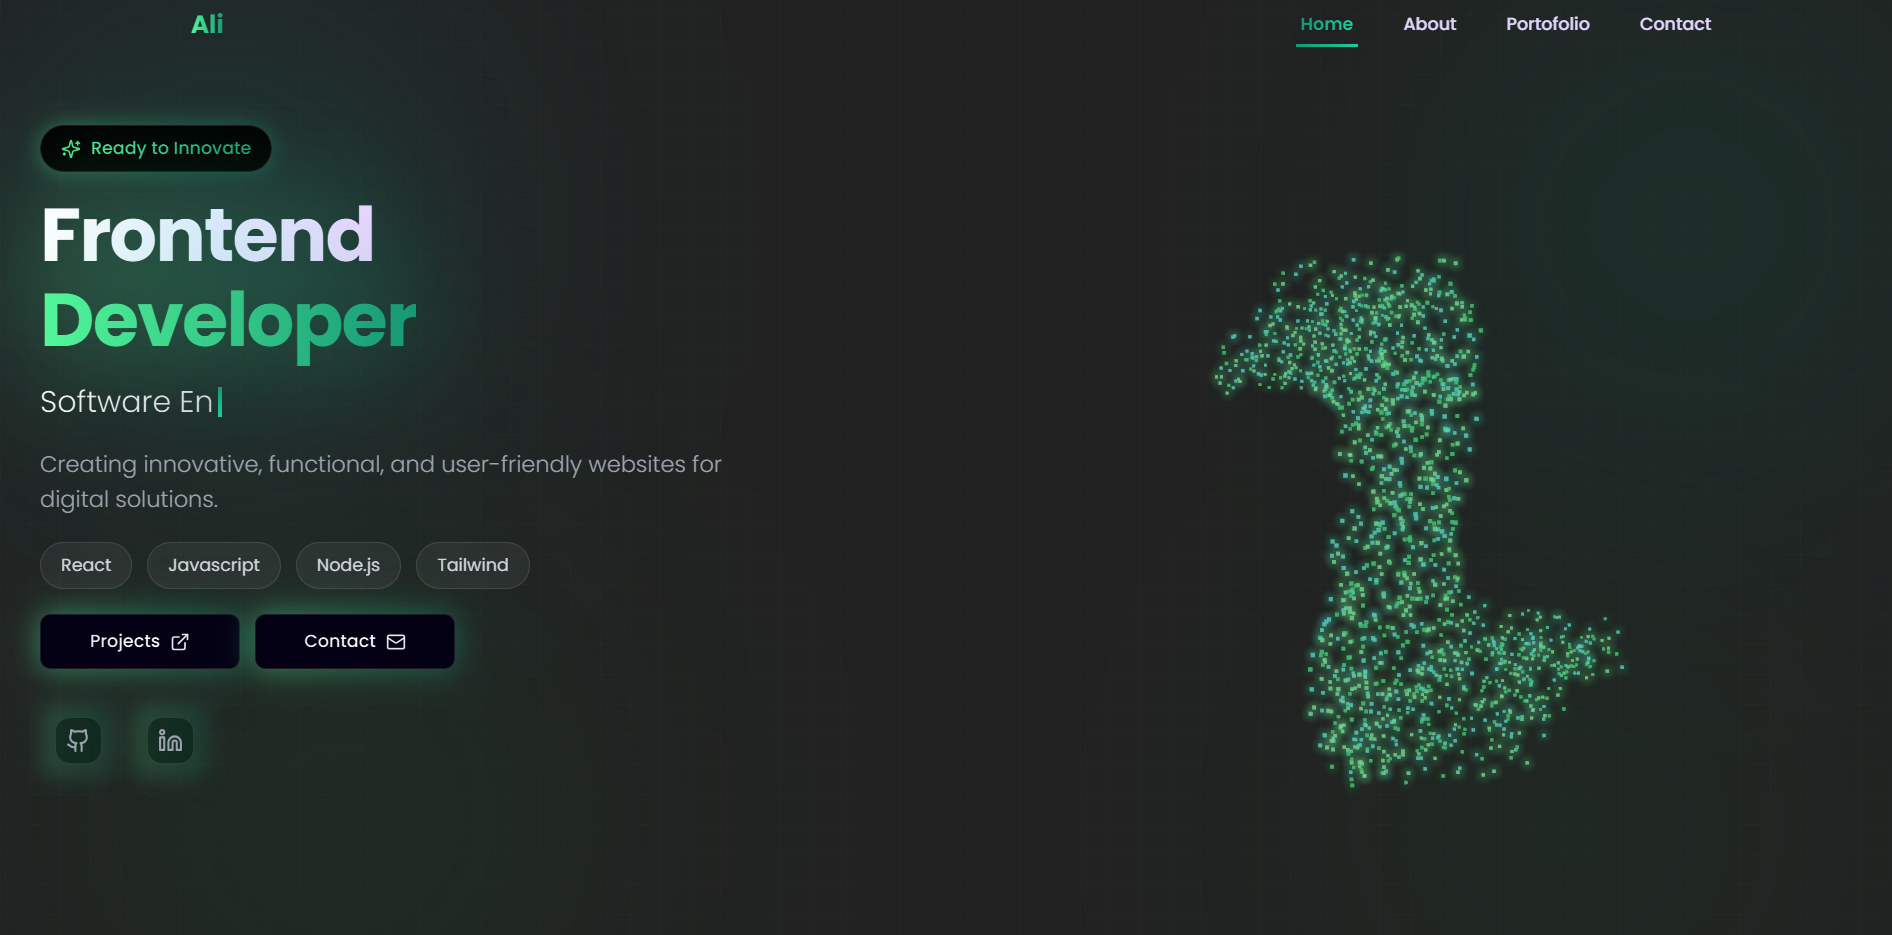 Ali
Home About Portofolio Contact
Ready to Innovate
Frontend
Developer
Software En
Creating innovative, functional, and user-friendly websites for
digital solutions.
React Javascript Node.js Tailwind
Projects Contact